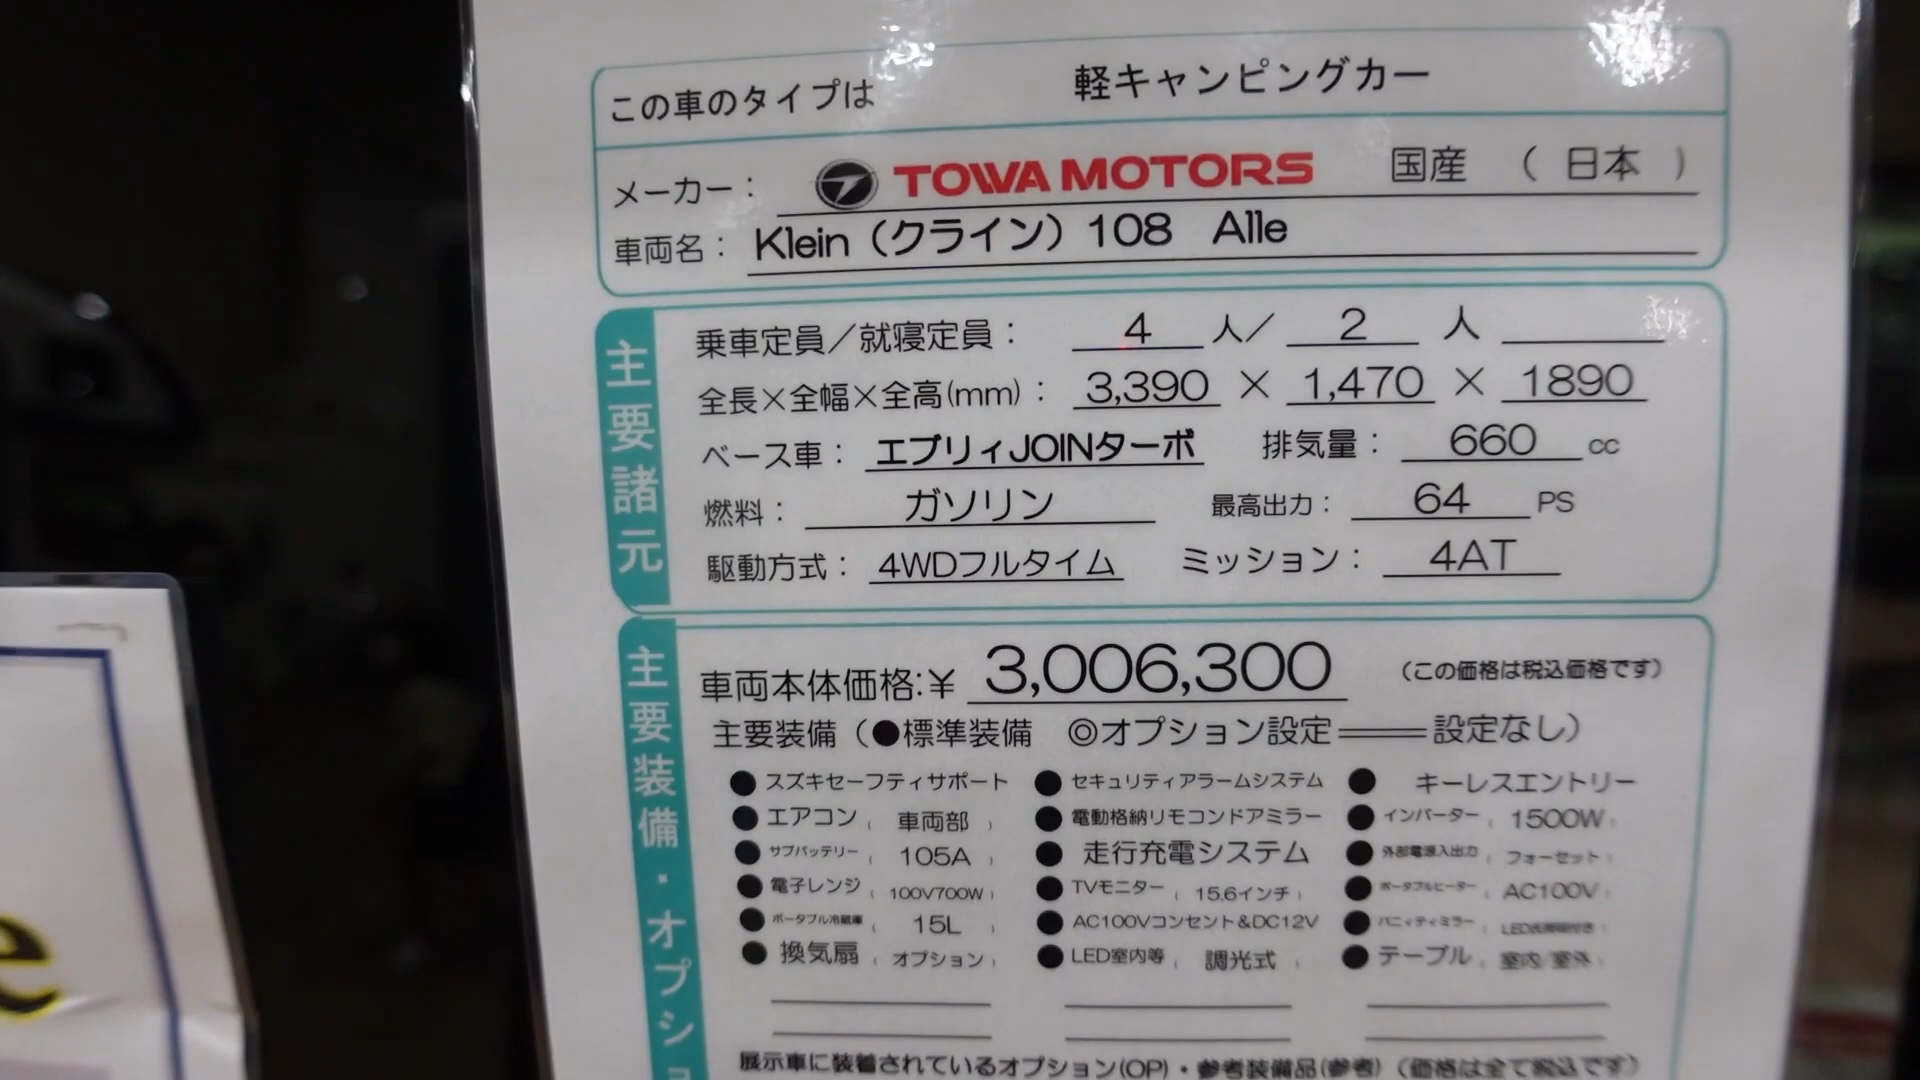 この車のタイプは 軽キャンピングカー
メーカー： TOWA MOTORS 国産 （ 日本 ）
車両名： Klein（クライン）108 Alle
主要諸元
乗車定員／就寝定員： 4 人／ 2 人
全長×全幅×全高(mm)： 3,390 × 1,470 × 1890
ベース車： エブリィJOINターボ 排気量： 660 cc
燃料： ガソリン 最高出力： 64 PS
駆動方式： 4WDフルタイム ミッション： 4AT
主要装備・オプショ
車両本体価格:¥ 3,006,300 （この価格は税込価格です）
主要装備（●標準装備 ◎オプション設定══設定なし）
● スズキセーフティサポート ● セキュリティアラームシステム ● キーレスエントリー
● エアコン （ 車両部 ） ● 電動格納リモコンドアミラー ● インバーター （ 1500W ）
● サブバッテリー （ 105A ） ● 走行充電システム ● 外部電源入出力 （ フォーセット ）
● 電子レンジ （ 100V700W ） ● TVモニター （ 15.6インチ ） ● ポータブルヒーター （ AC100V ）
● ポータブル冷蔵庫 （ 15L ） ● AC100Vコンセント＆DC12V ● バニティミラー
● 換気扇 （ オプション ） ● LED室内等 （ 調光式 ） ● テーブル （ 室内/室外 ）
展示車に装着されているオプション(OP)・参考装備品(参考)（価格は全て税込です）
e